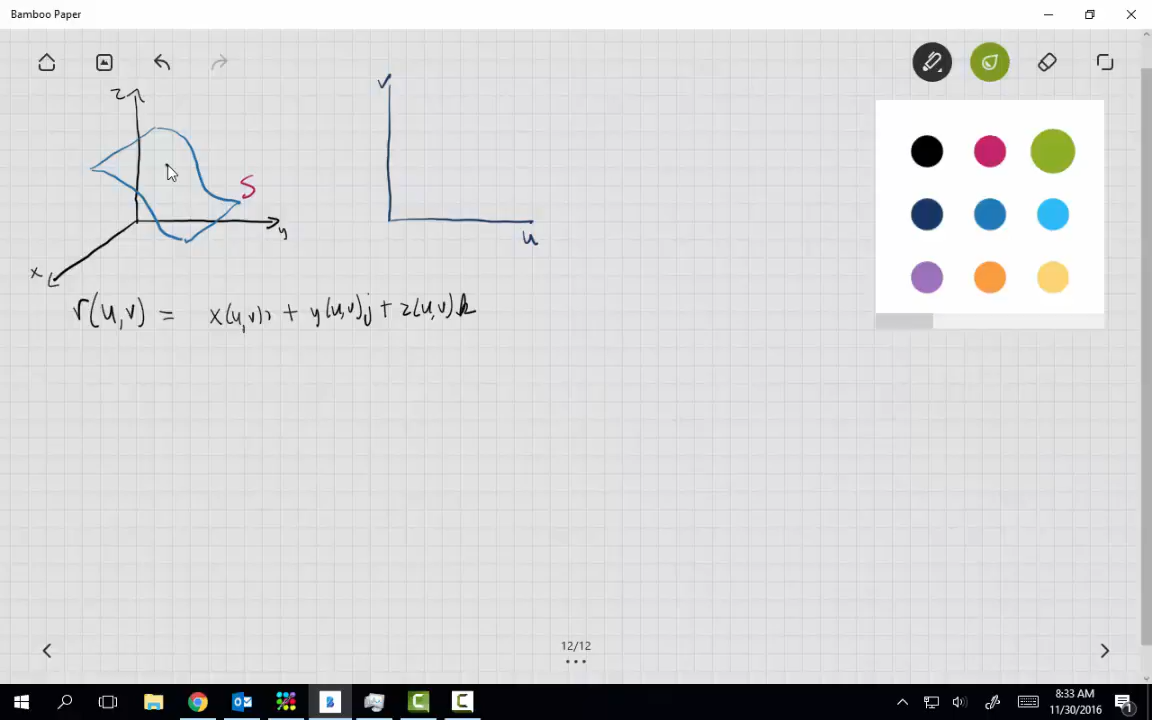 Bamboo Paper
z
v
S
y
u
x
r(u,v) = x(u,v)i + y(u,v)j + z(u,v)k
12/12
8:33 AM
11/30/2016